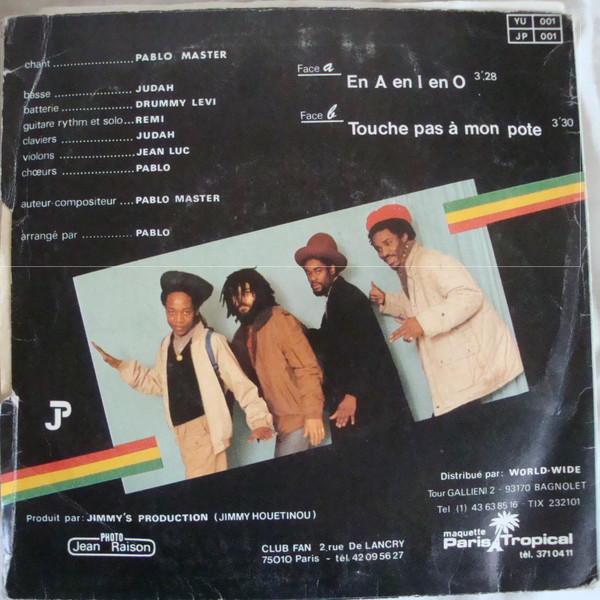 YU 001
JP 001
chant ...................... PABLO MASTER
basse ...................... JUDAH
batterie ................... DRUMMY LEVI
guitare rythm et solo ... REMI
claviers ................... JUDAH
violons .................... JEAN LUC
chœurs ..................... PABLO
auteur-compositeur .... PABLO MASTER
arrangé par .............. PABLO
Face a En A en I en O 3'28
Face b Touche pas à mon pote 3'30
JP
Produit par: JIMMY'S PRODUCTION (JIMMY HOUETINOU)
PHOTO
Jean Raison
CLUB FAN 2, rue De LANCRY
75010 Paris - tél. 42 09 56 27
Distribué par: WORLD-WIDE
Tour GALLIENI 2 - 93170 BAGNOLET
Tel (1) 43 63 85 16 - TIX 232101
maquette
Paris Tropical
tél. 371 04 11